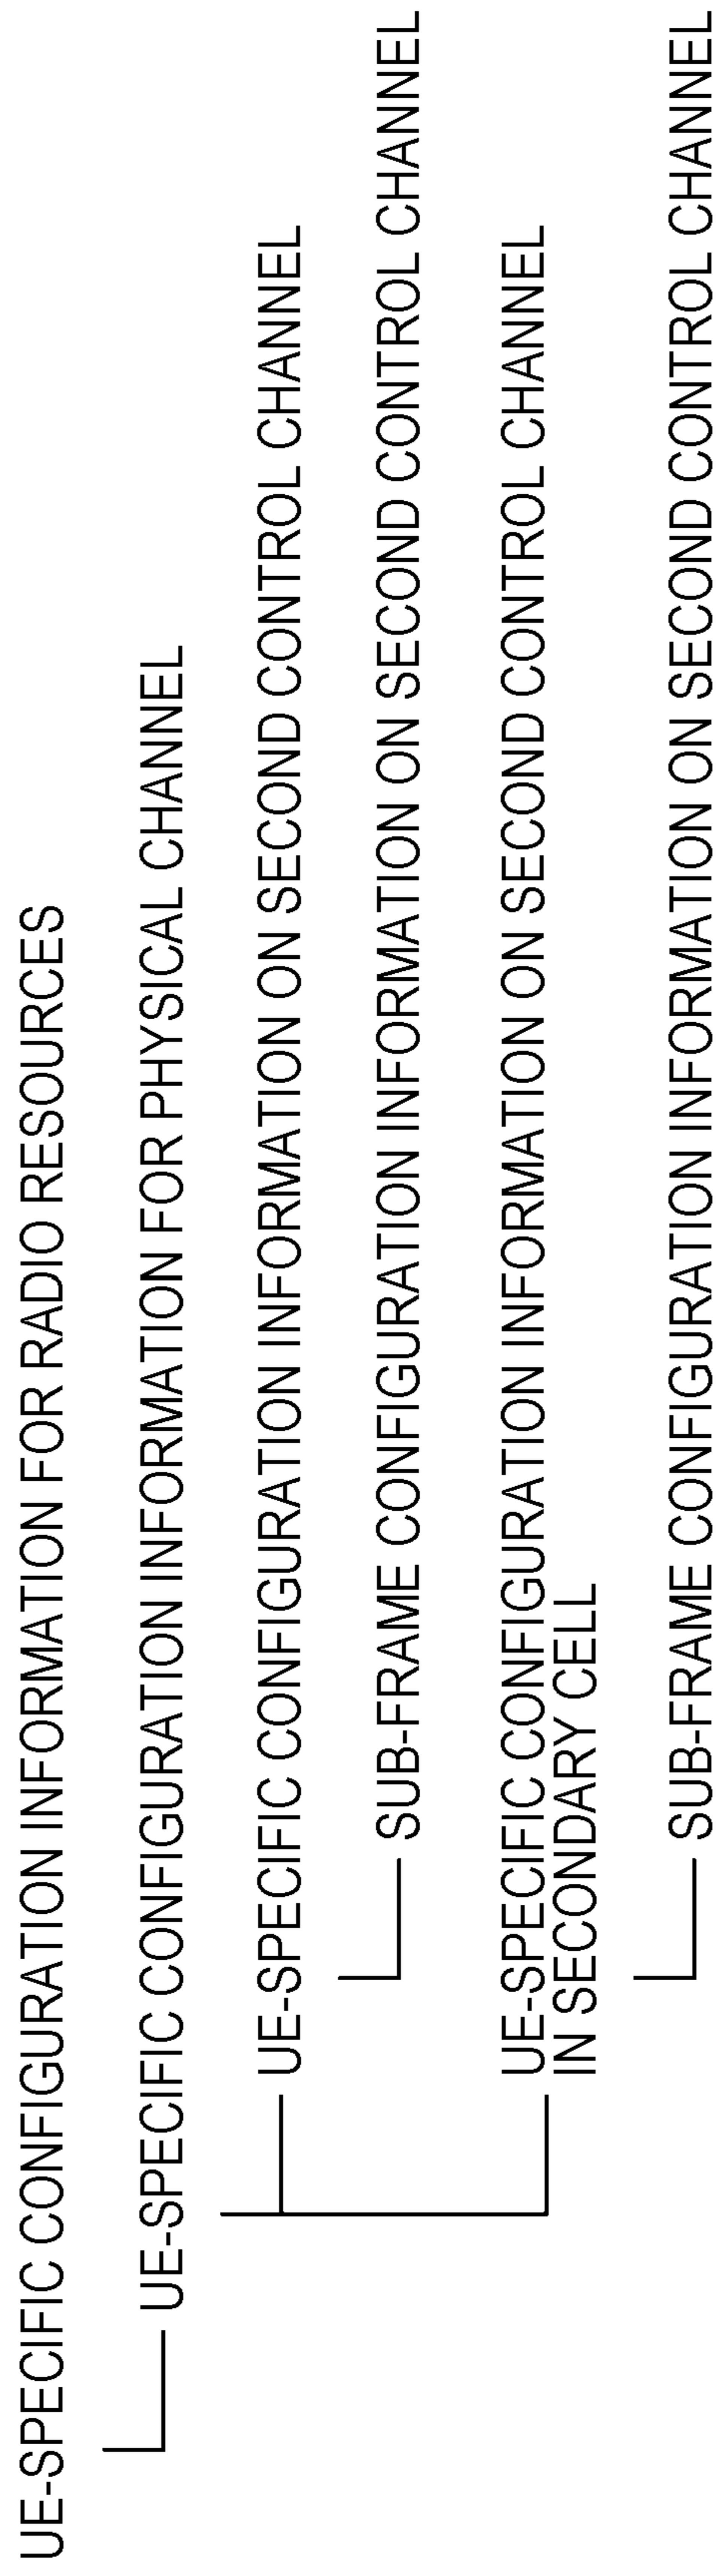 UE-SPECIFIC CONFIGURATION INFORMATION FOR RADIO RESOURCES
UE-SPECIFIC CONFIGURATION INFORMATION FOR PHYSICAL CHANNEL
UE-SPECIFIC CONFIGURATION INFORMATION ON SECOND CONTROL CHANNEL
SUB-FRAME CONFIGURATION INFORMATION ON SECOND CONTROL CHANNEL
UE-SPECIFIC CONFIGURATION INFORMATION ON SECOND CONTROL CHANNEL
IN SECONDARY CELL
SUB-FRAME CONFIGURATION INFORMATION ON SECOND CONTROL CHANNEL